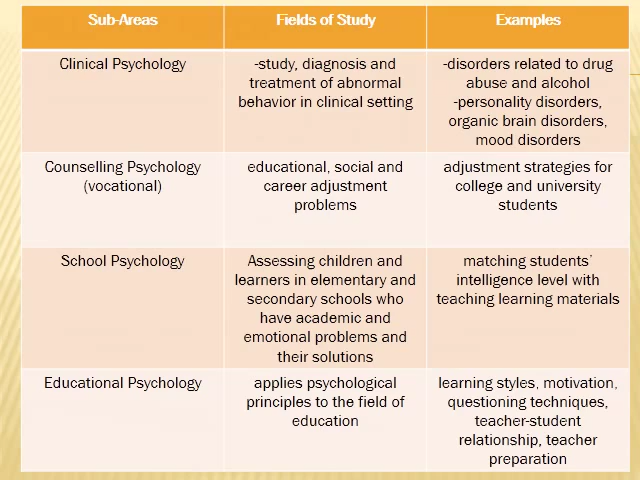 Sub-Areas
Fields of Study
Examples
Clinical Psychology
-study, diagnosis and
treatment of abnormal
behavior in clinical setting
-disorders related to drug
abuse and alcohol
-personality disorders,
organic brain disorders,
mood disorders
Counselling Psychology
(vocational)
educational, social and
career adjustment
problems
adjustment strategies for
college and university
students
School Psychology
Assessing children and
learners in elementary and
secondary schools who
have academic and
emotional problems and
their solutions
matching students’
intelligence level with
teaching learning materials
Educational Psychology
applies psychological
principles to the field of
education
learning styles, motivation,
questioning techniques,
teacher-student
relationship, teacher
preparation